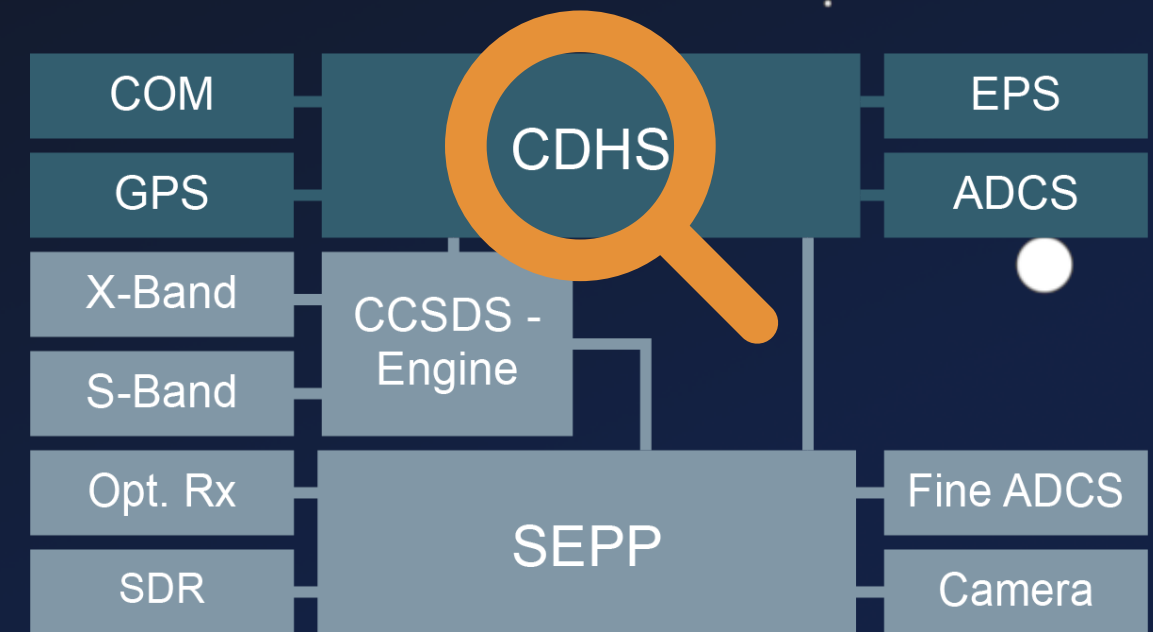 COM
CDHS
EPS
GPS
ADCS
X-Band
CCSDS -
Engine
S-Band
Opt. Rx
SEPP
Fine ADCS
SDR
Camera